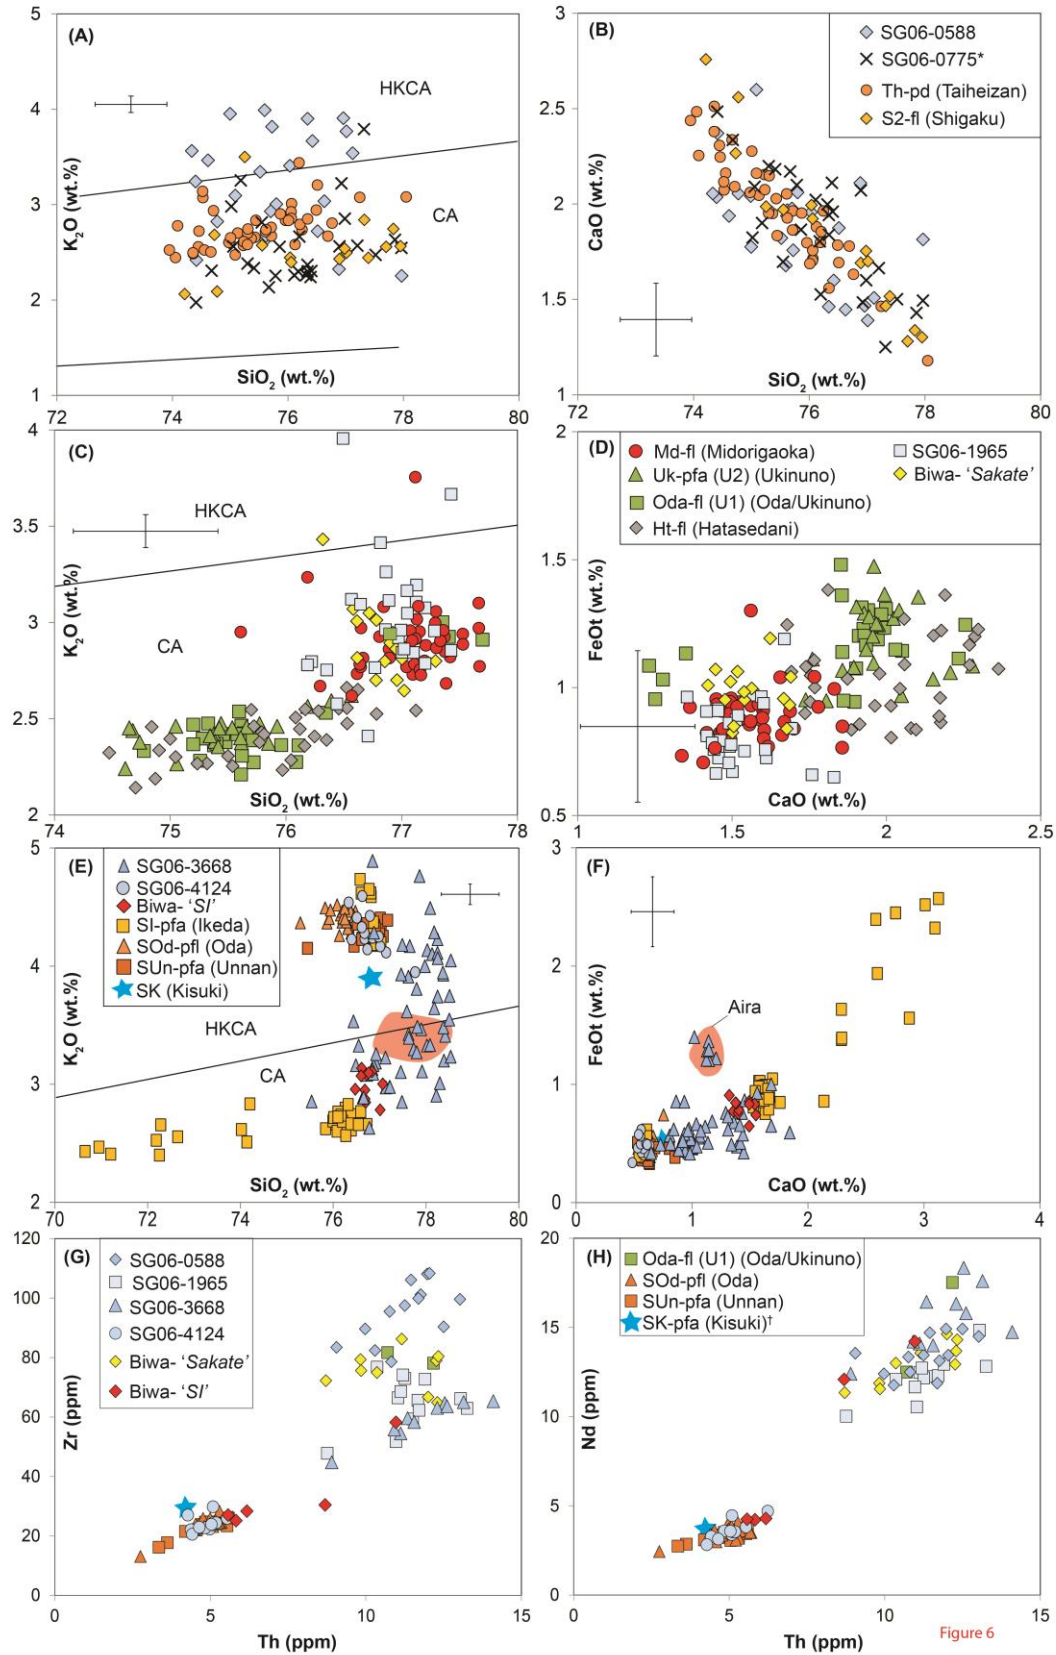 (A)
5
4
3
2
1
K2O (wt.%)
HKCA
CA
SiO2 (wt.%)
72 74 76 78 80
(B)
3
2.5
2
1.5
1
CaO (wt.%)
SG06-0588
SG06-0775*
Th-pd (Taiheizan)
S2-fl (Shigaku)
SiO2 (wt.%)
72 74 76 78 80
(C)
4
3.5
3
2.5
2
K2O (wt.%)
HKCA
CA
SiO2 (wt.%)
74 75 76 77 78
(D)
2
1.5
1
0.5
FeOt (wt.%)
Md-fl (Midorigaoka)
Uk-pfa (U2) (Ukinuno)
Oda-fl (U1) (Oda/Ukinuno)
Ht-fl (Hatasedani)
SG06-1965
Biwa- ‘Sakate’
CaO (wt.%)
1 1.5 2 2.5
(E)
5
4
3
2
K2O (wt.%)
SG06-3668
SG06-4124
Biwa- ‘SI’
SI-pfa (Ikeda)
SOd-pfl (Oda)
SUn-pfa (Unnan)
SK (Kisuki)
HKCA
CA
SiO2 (wt.%)
70 72 74 76 78 80
(F)
3
2
1
0
FeOt (wt.%)
Aira
CaO (wt.%)
0 1 2 3 4
(G)
120
100
80
60
40
20
0
Zr (ppm)
SG06-0588
SG06-1965
SG06-3668
SG06-4124
Biwa- ‘Sakate’
Biwa- ‘SI’
0 5 10 15
Th (ppm)
(H)
20
15
10
5
0
Nd (ppm)
Oda-fl (U1) (Oda/Ukinuno)
SOd-pfl (Oda)
SUn-pfa (Unnan)
SK-pfa (Kisuki)†
0 5 10 15
Th (ppm)
Figure 6